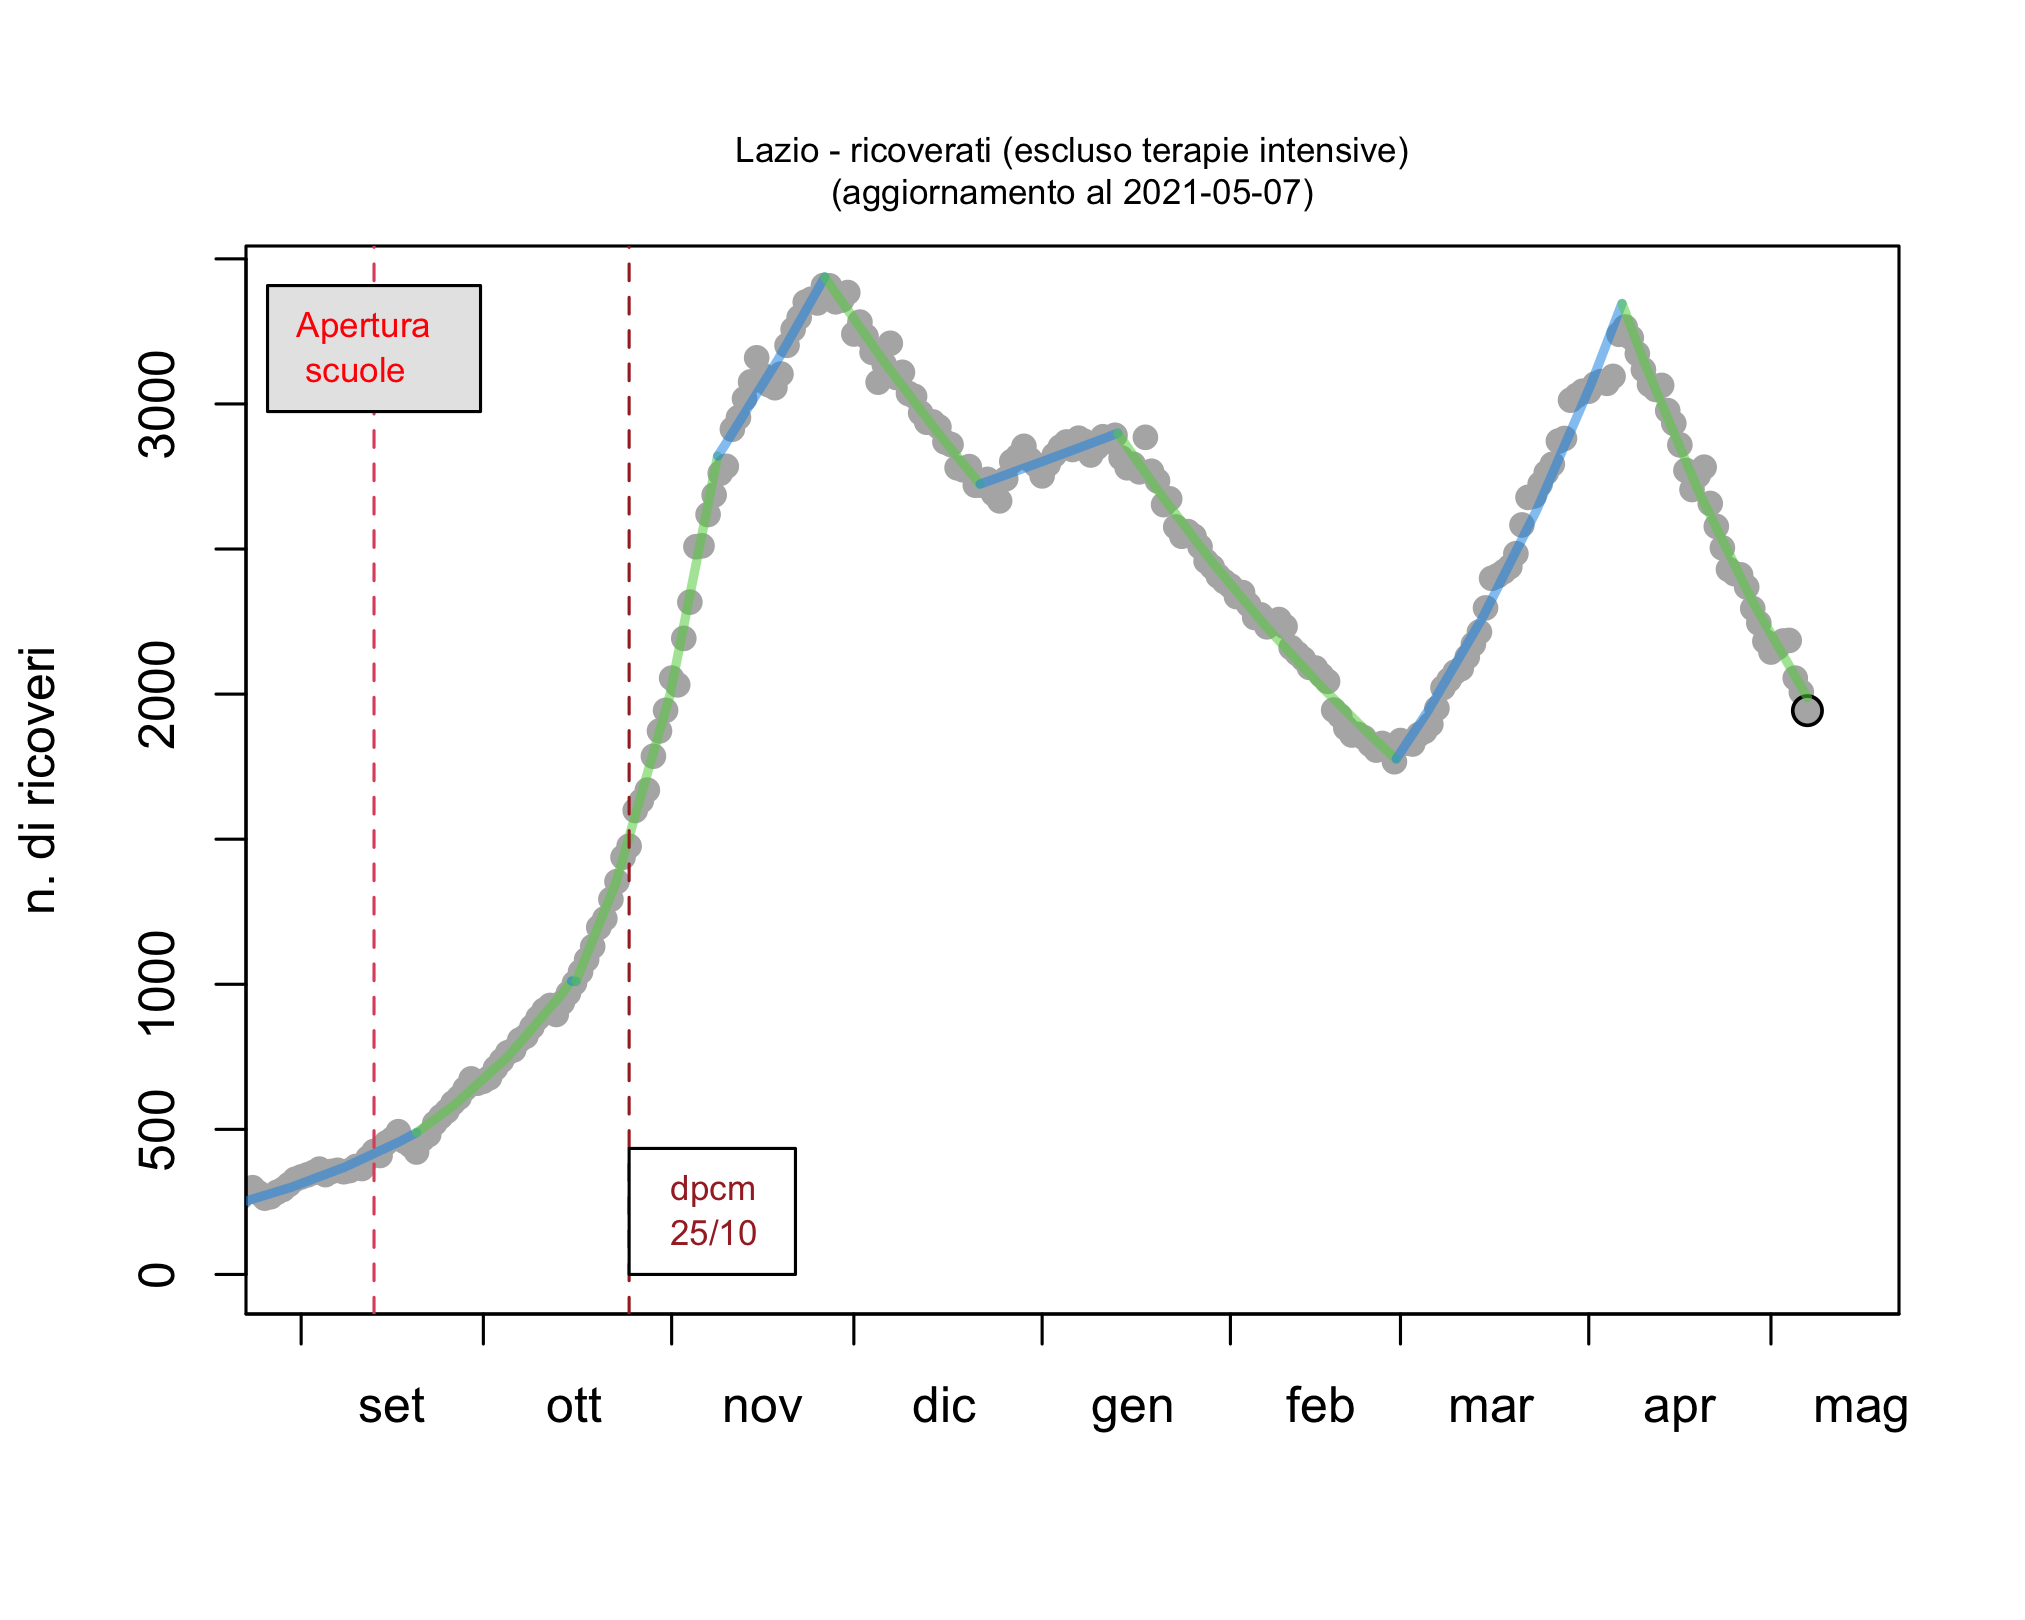 Lazio - ricoverati (escluso terapie intensive)
(aggiornamento al 2021-05-07)
n. di ricoveri
3000
2000
1000
500
0
Apertura
scuole
dpcm
25/10
set ott nov dic gen feb mar apr mag